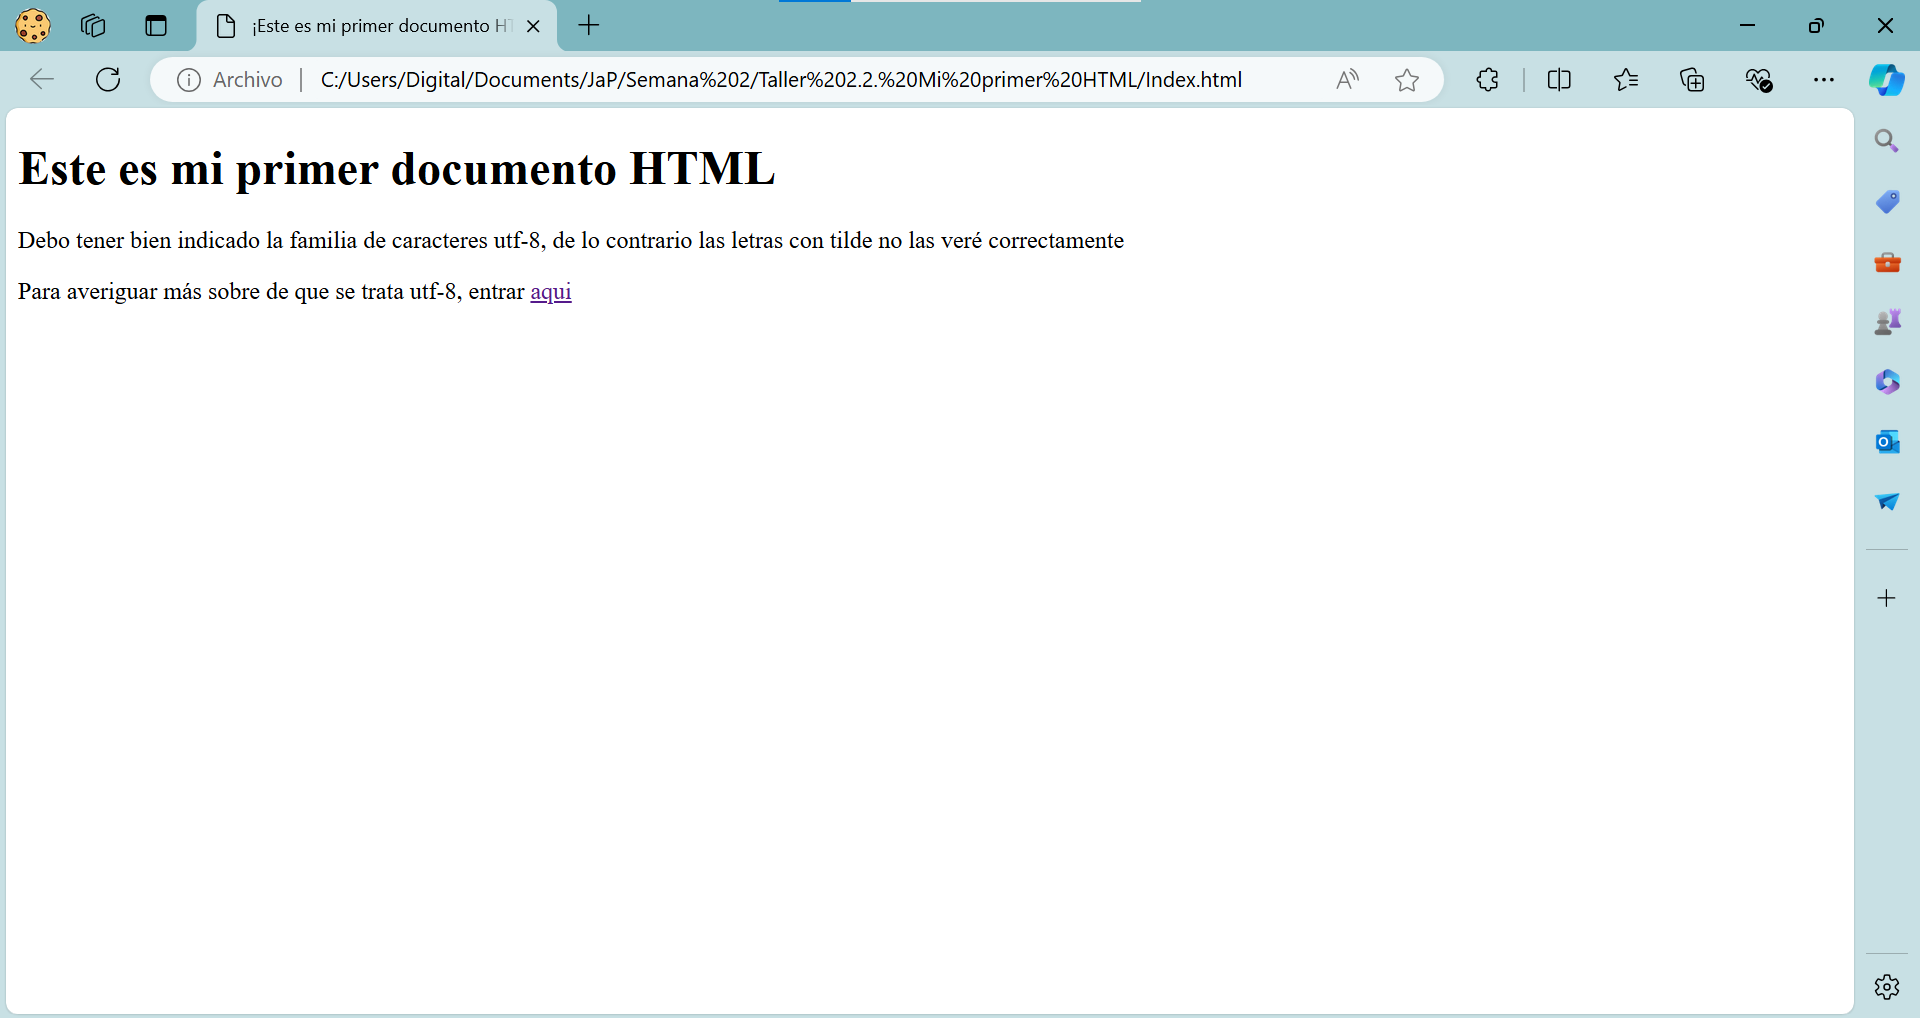 ¡Este es mi primer documento HT
Archivo
C:/Users/Digital/Documents/JaP/Semana%202/Taller%202.2.%20Mi%20primer%20HTML/Index.html
Este es mi primer documento HTML
Debo tener bien indicado la familia de caracteres utf-8, de lo contrario las letras con tilde no las veré correctamente
Para averiguar más sobre de que se trata utf-8, entrar aqui